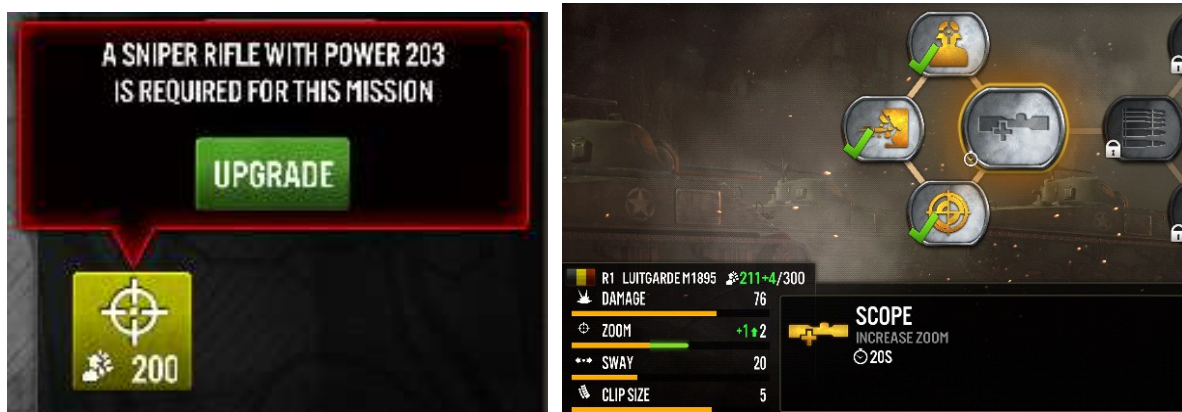 A SNIPER RIFLE WITH POWER 203
IS REQUIRED FOR THIS MISSION
UPGRADE
200
R1 LUITGARDE M1895 211+4/300
DAMAGE 76
ZOOM +1 2
SWAY 20
CLIP SIZE 5
SCOPE
INCREASE ZOOM
20S